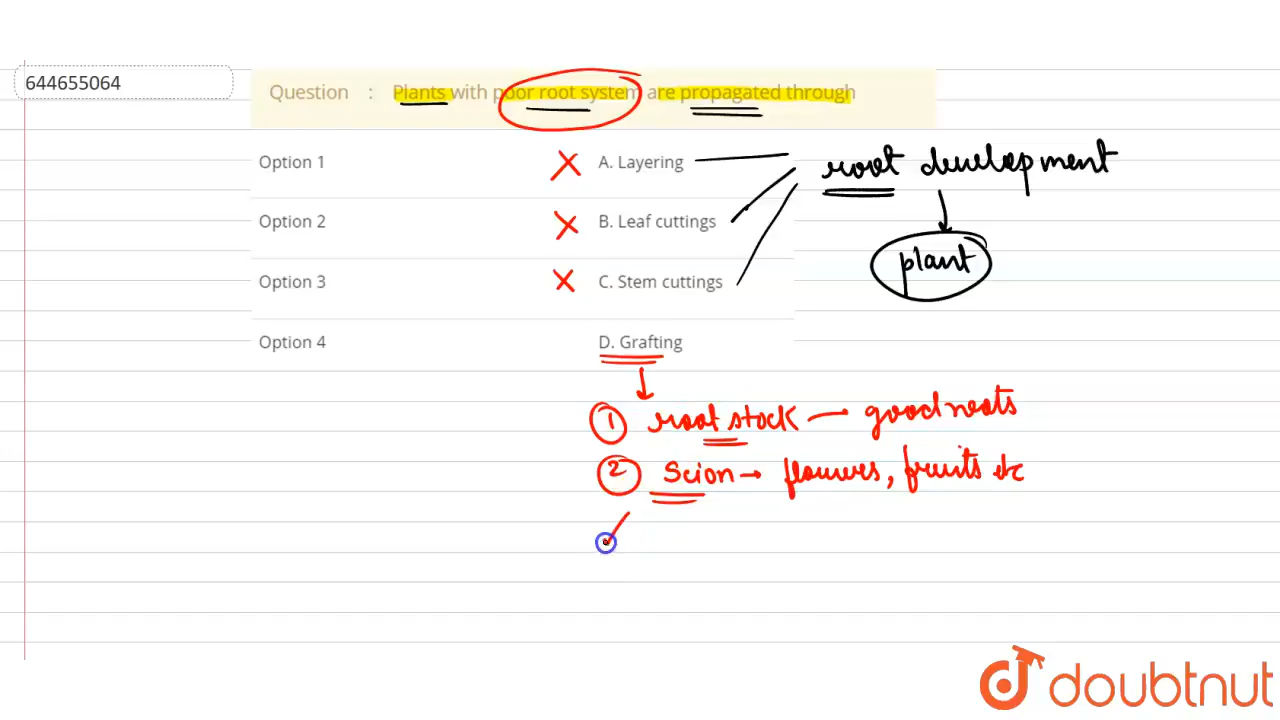 644655064
Question : Plants with poor root system are propagated through
Option 1 A. Layering
root development
Option 2 B. Leaf cuttings
plant
Option 3 C. Stem cuttings
Option 4 D. Grafting
1 root stock → good roots
2 Scion → flowers, fruits etc
doubtnut